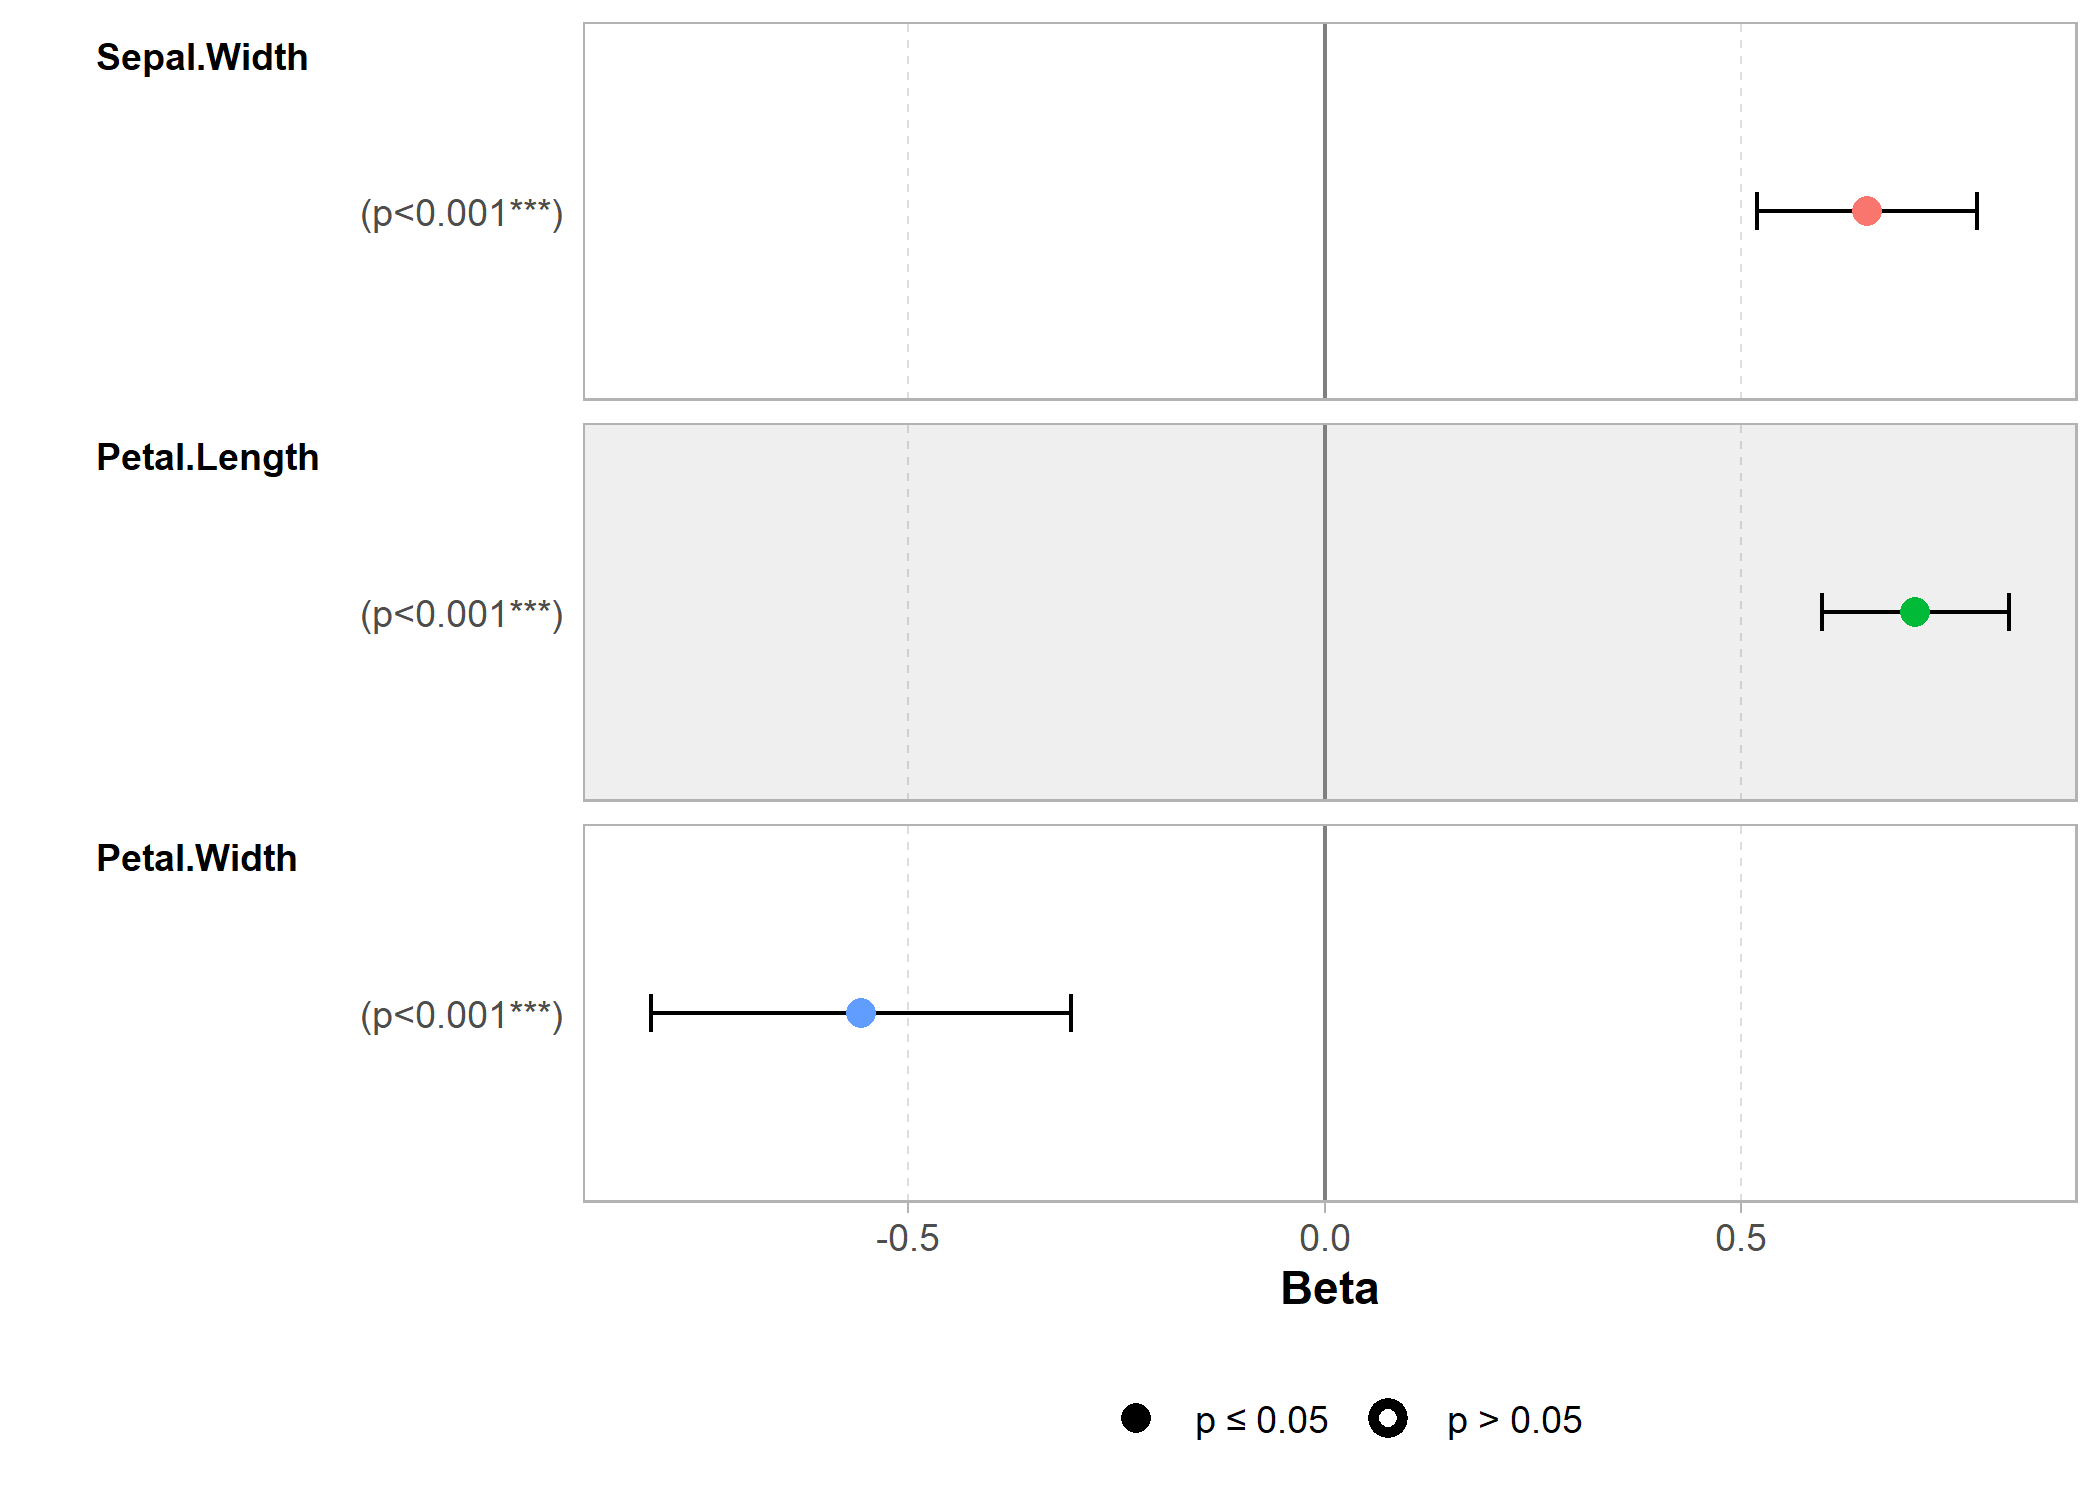 Sepal.Width
(p<0.001***)
Petal.Length
(p<0.001***)
Petal.Width
(p<0.001***)
-0.5 0.0 0.5
Beta
p ≤ 0.05 p > 0.05